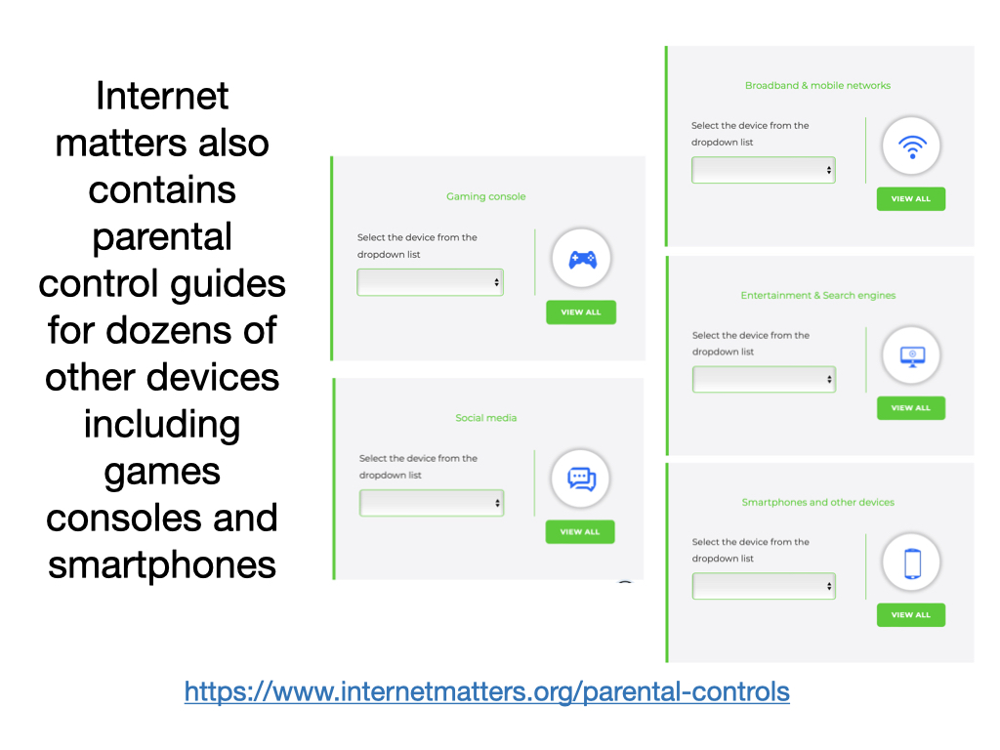 Internet
matters also
contains
parental
control guides
for dozens of
other devices
including
games
consoles and
smartphones
Gaming console
Select the device from the
dropdown list
VIEW ALL
Social media
Select the device from the
dropdown list
VIEW ALL
Broadband & mobile networks
Select the device from the
dropdown list
VIEW ALL
Entertainment & Search engines
Select the device from the
dropdown list
VIEW ALL
Smartphones and other devices
Select the device from the
dropdown list
VIEW ALL
https://www.internetmatters.org/parental-controls